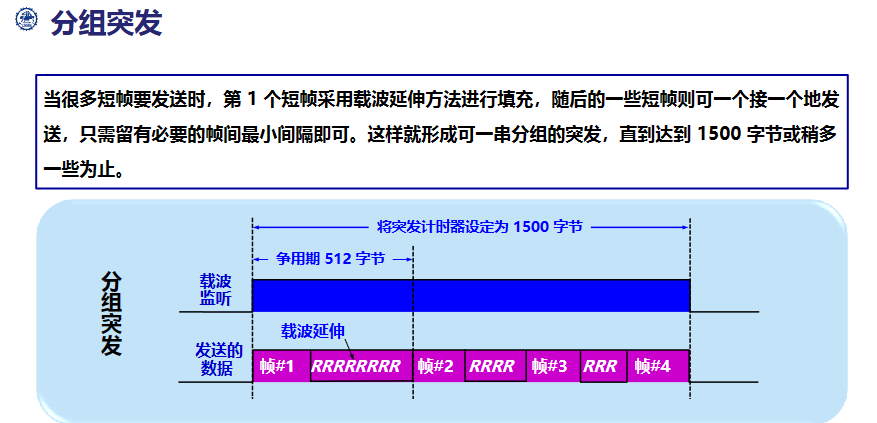 分组突发
当很多短帧要发送时，第 1 个短帧采用载波延伸方法进行填充，随后的一些短帧则可一个接一个地发
送，只需留有必要的帧间最小间隔即可。这样就形成可一串分组的突发，直到达到 1500 字节或稍多
一些为止。
将突发计时器设定为 1500 字节
争用期 512 字节
分组突发
载波
监听
载波延伸
发送的
数据
帧#1 RRRRRRRR 帧#2 RRRR 帧#3 RRR 帧#4